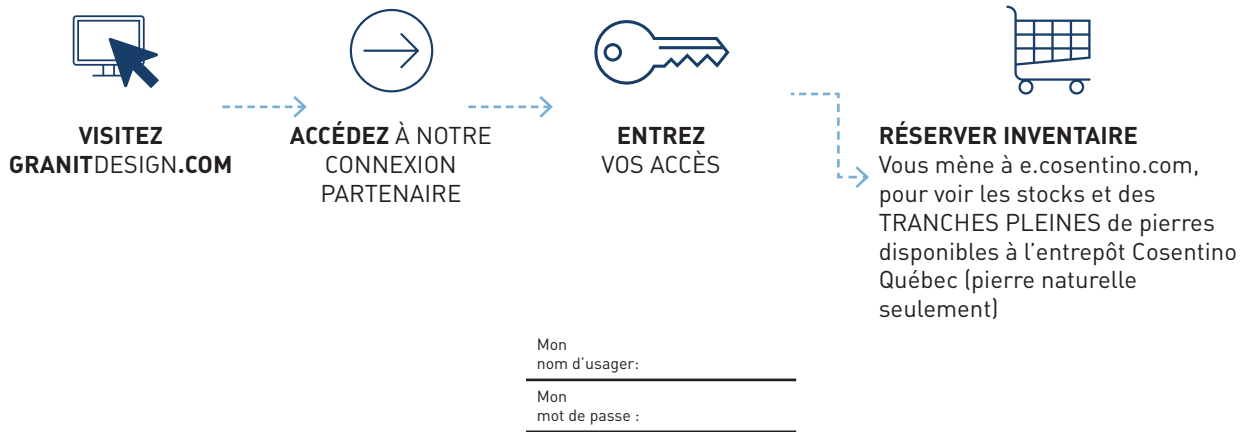 VISITEZ
GRANITDESIGN.COM
ACCÉDEZ À NOTRE
CONNEXION
PARTENAIRE
ENTREZ
VOS ACCÈS
RÉSERVER INVENTAIRE
Vous mène à e.cosentino.com,
pour voir les stocks et des
TRANCHES PLEINES de pierres
disponibles à l’entrepôt Cosentino
Québec (pierre naturelle
seulement)
Mon
nom d’usager:
Mon
mot de passe :